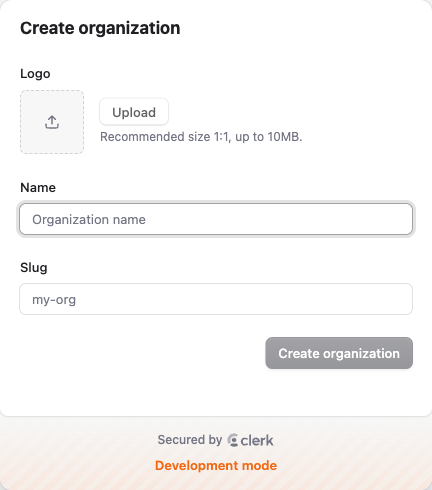 Create organization
Logo
Upload
Recommended size 1:1, up to 10MB.
Name
Organization name
Slug
my-org
Create organization
Secured by clerk
Development mode